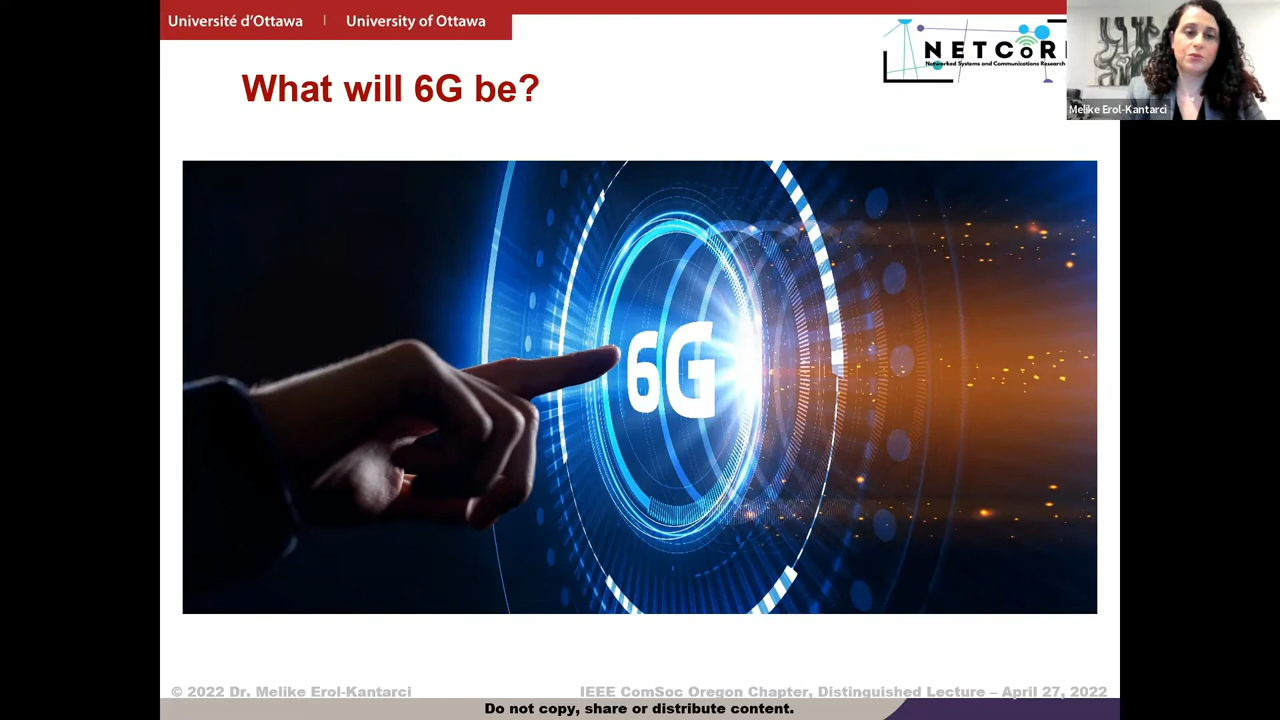 Université d'Ottawa | University of Ottawa
NETCOR
Networked Systems and Communications Research
Melike Erol-Kantarci
What will 6G be?
6G
© 2022 Dr. Melike Erol-Kantarci
IEEE ComSoc Oregon Chapter, Distinguished Lecture – April 27, 2022
Do not copy, share or distribute content.